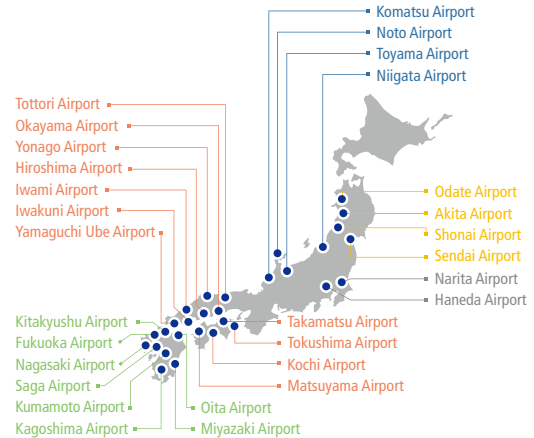 Komatsu Airport
Noto Airport
Toyama Airport
Niigata Airport
Tottori Airport
Okayama Airport
Yonago Airport
Hiroshima Airport
Iwami Airport
Iwakuni Airport
Yamaguchi Ube Airport
Odate Airport
Akita Airport
Shonai Airport
Sendai Airport
Narita Airport
Haneda Airport
Kitakyushu Airport
Fukuoka Airport
Nagasaki Airport
Saga Airport
Kumamoto Airport
Kagoshima Airport
Takamatsu Airport
Tokushima Airport
Kochi Airport
Matsuyama Airport
Oita Airport
Miyazaki Airport